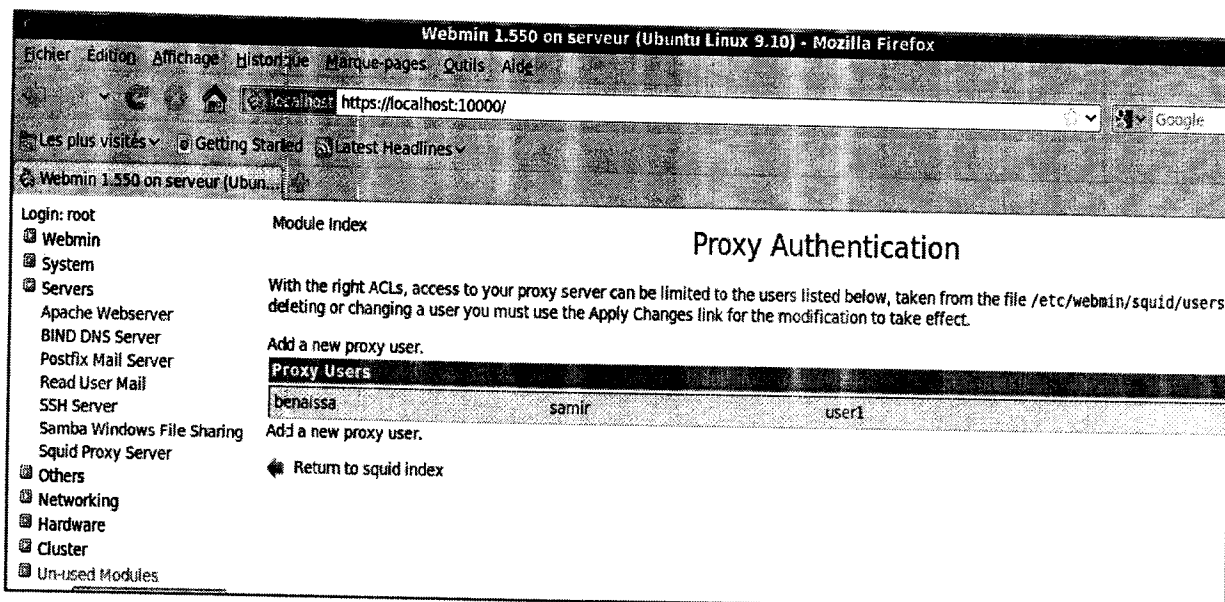 Webmin 1.550 on serveur (Ubuntu Linux 9.10) - Mozilla Firefox
Fichier Édition Affichage Historique Marque-pages Outils Aide
localhost https://localhost:10000/ Google
Les plus visités Getting Started Latest Headlines
Webmin 1.550 on serveur (Ubun...
Login: root
Webmin
System
Servers
Apache Webserver
BIND DNS Server
Postfix Mail Server
Read User Mail
SSH Server
Samba Windows File Sharing
Squid Proxy Server
Others
Networking
Hardware
Cluster
Un-used Modules
Module Index
Proxy Authentication
With the right ACLs, access to your proxy server can be limited to the users listed below, taken from the file /etc/webmin/squid/users
deleting or changing a user you must use the Apply Changes link for the modification to take effect.
Add a new proxy user.
Proxy Users
benaissa samir user1
Add a new proxy user.
Return to squid index